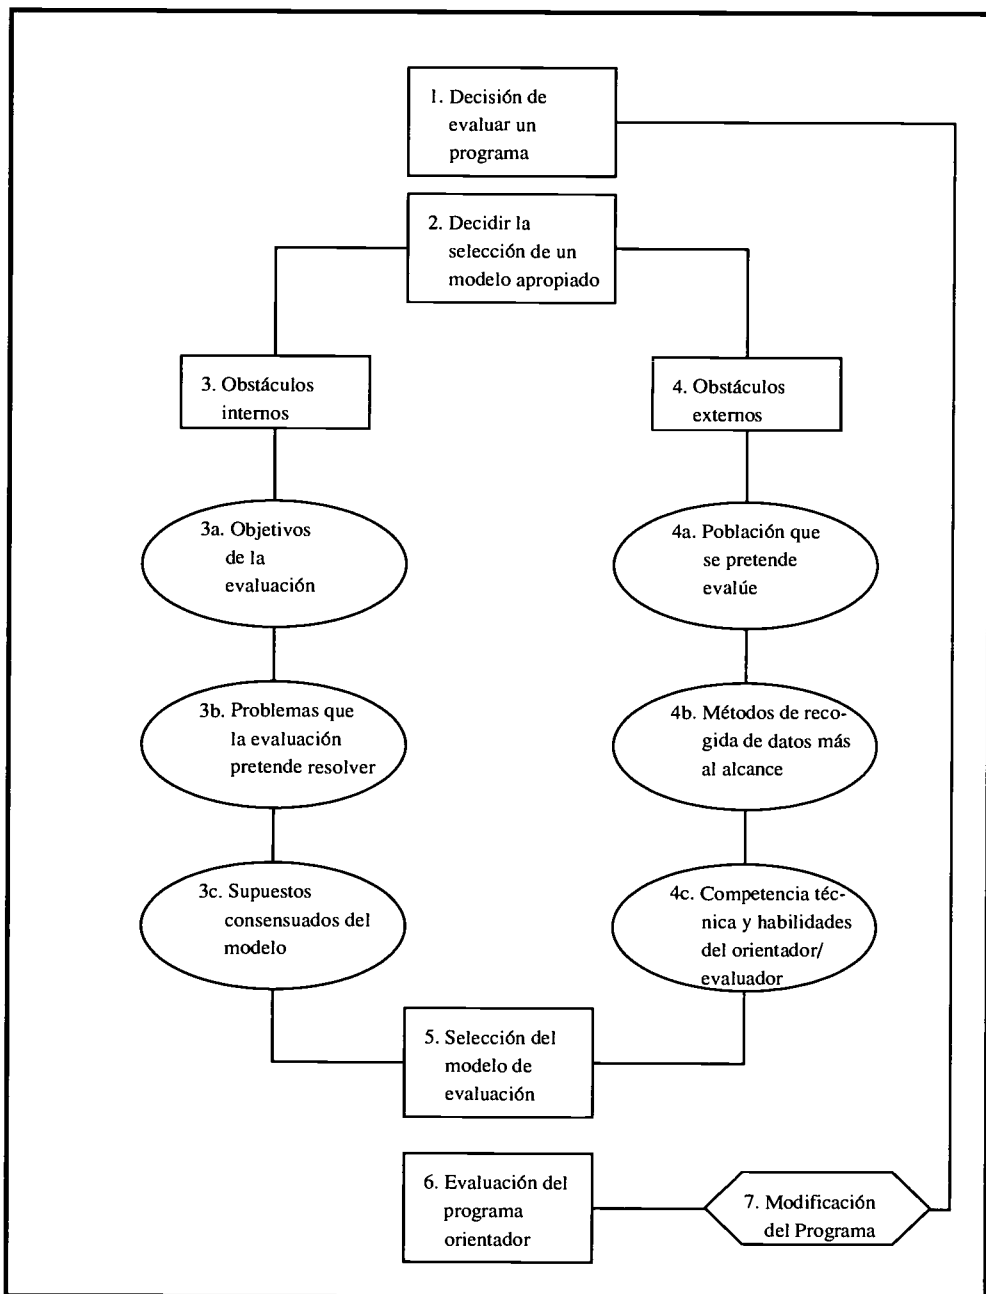 1. Decisión de
evaluar un
programa
2. Decidir la
selección de un
modelo apropiado
3. Obstáculos
internos
4. Obstáculos
externos
3a. Objetivos
de la
evaluación
4a. Población que
se pretende
evalúe
3b. Problemas que
la evaluación
pretende resolver
4b. Métodos de reco-
gida de datos más
al alcance
3c. Supuestos
consensuados del
modelo
4c. Competencia téc-
nica y habilidades
del orientador/
evaluador
5. Selección del
modelo de
evaluación
6. Evaluación del
programa
orientador
7. Modificación
del Programa